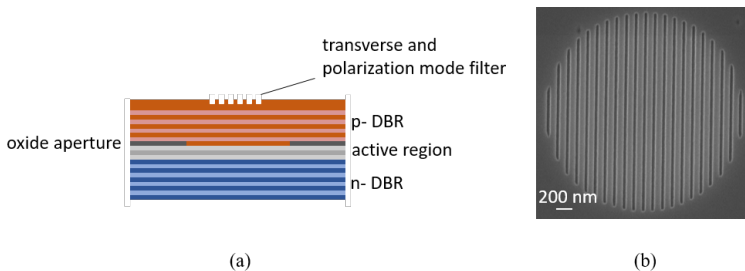 transverse and
polarization mode filter
p- DBR
oxide aperture
active region
n- DBR
200 nm
(a)
(b)